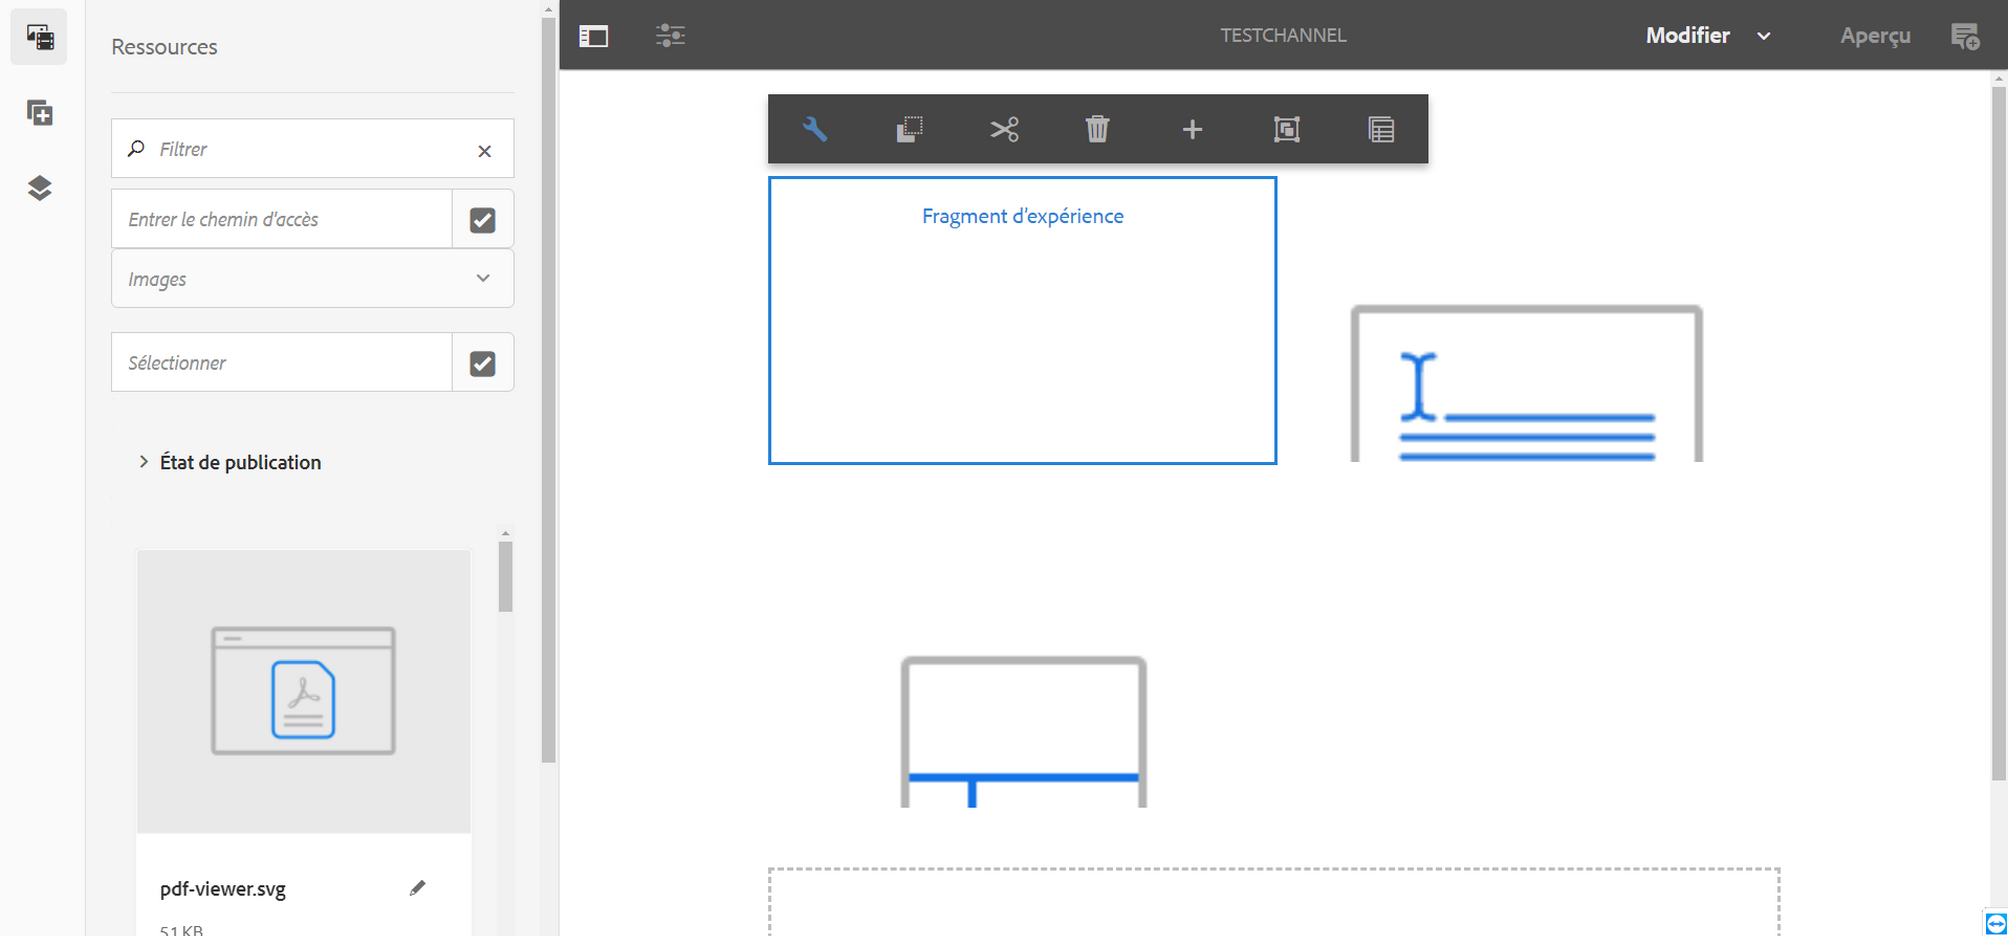 Ressources
Filtrer
Entrer le chemin d'accès
Images
Sélectionner
État de publication
pdf-viewer.svg
51 KB
TESTCHANNEL
Modifier
Aperçu
Fragment d'expérience